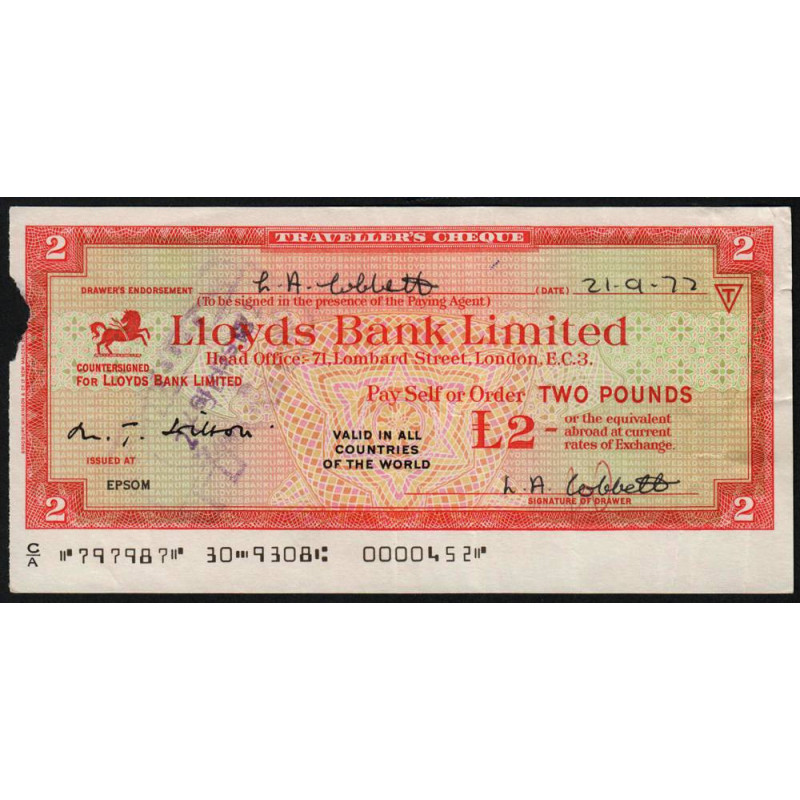 TRAVELLER'S CHEQUE
2 2
DRAWER'S ENDORSEMENT L. A. Cobbett (DATE) 21-9-72
(To be signed in the presence of the Paying Agent)
T
Lloyds Bank Limited
Head Office:- 71, Lombard Street, London, E.C.3.
COUNTERSIGNED
FOR LLOYDS BANK LIMITED
Pay Self or Order TWO POUNDS
£2- or the equivalent
abroad at current
rates of Exchange.
VALID IN ALL
COUNTRIES
OF THE WORLD
ISSUED AT
EPSOM
L. A. Cobbett
SIGNATURE OF DRAWER
2 2
C/A ⑈797987⑈ 30⑉9308⑆ 0000452⑈